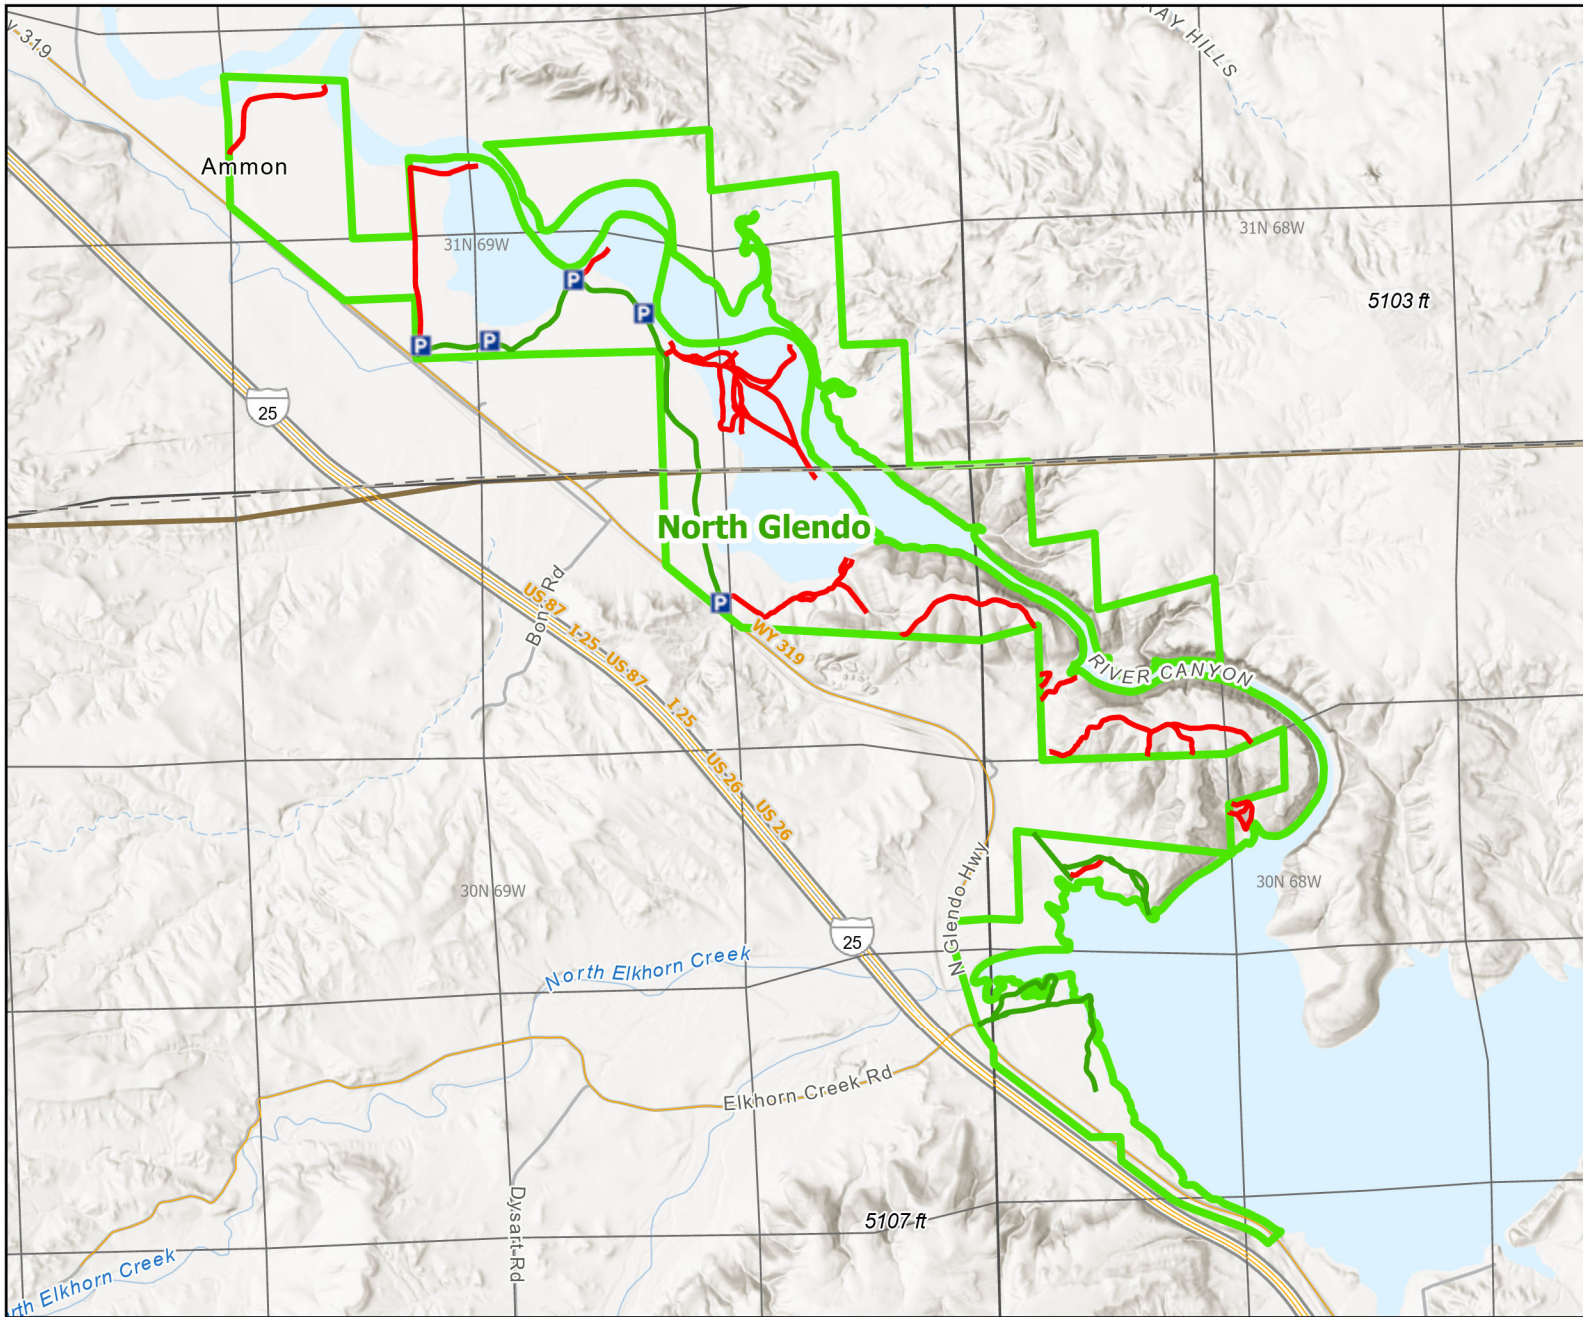 Y 319
RAY HILLS
Ammon
31N 69W
31N 68W
5103 ft
P
P
P
P
25
North Glendo
P
Bon Rd
US 87
I 25
US 87
WY 319
RIVER CANYON
I 25
US 26
US 26
30N 69W
30N 68W
N Glendo Hwy
25
North Elkhorn Creek
Elkhorn Creek Rd
Dysart Rd
5107 ft
rth Elkhorn Creek